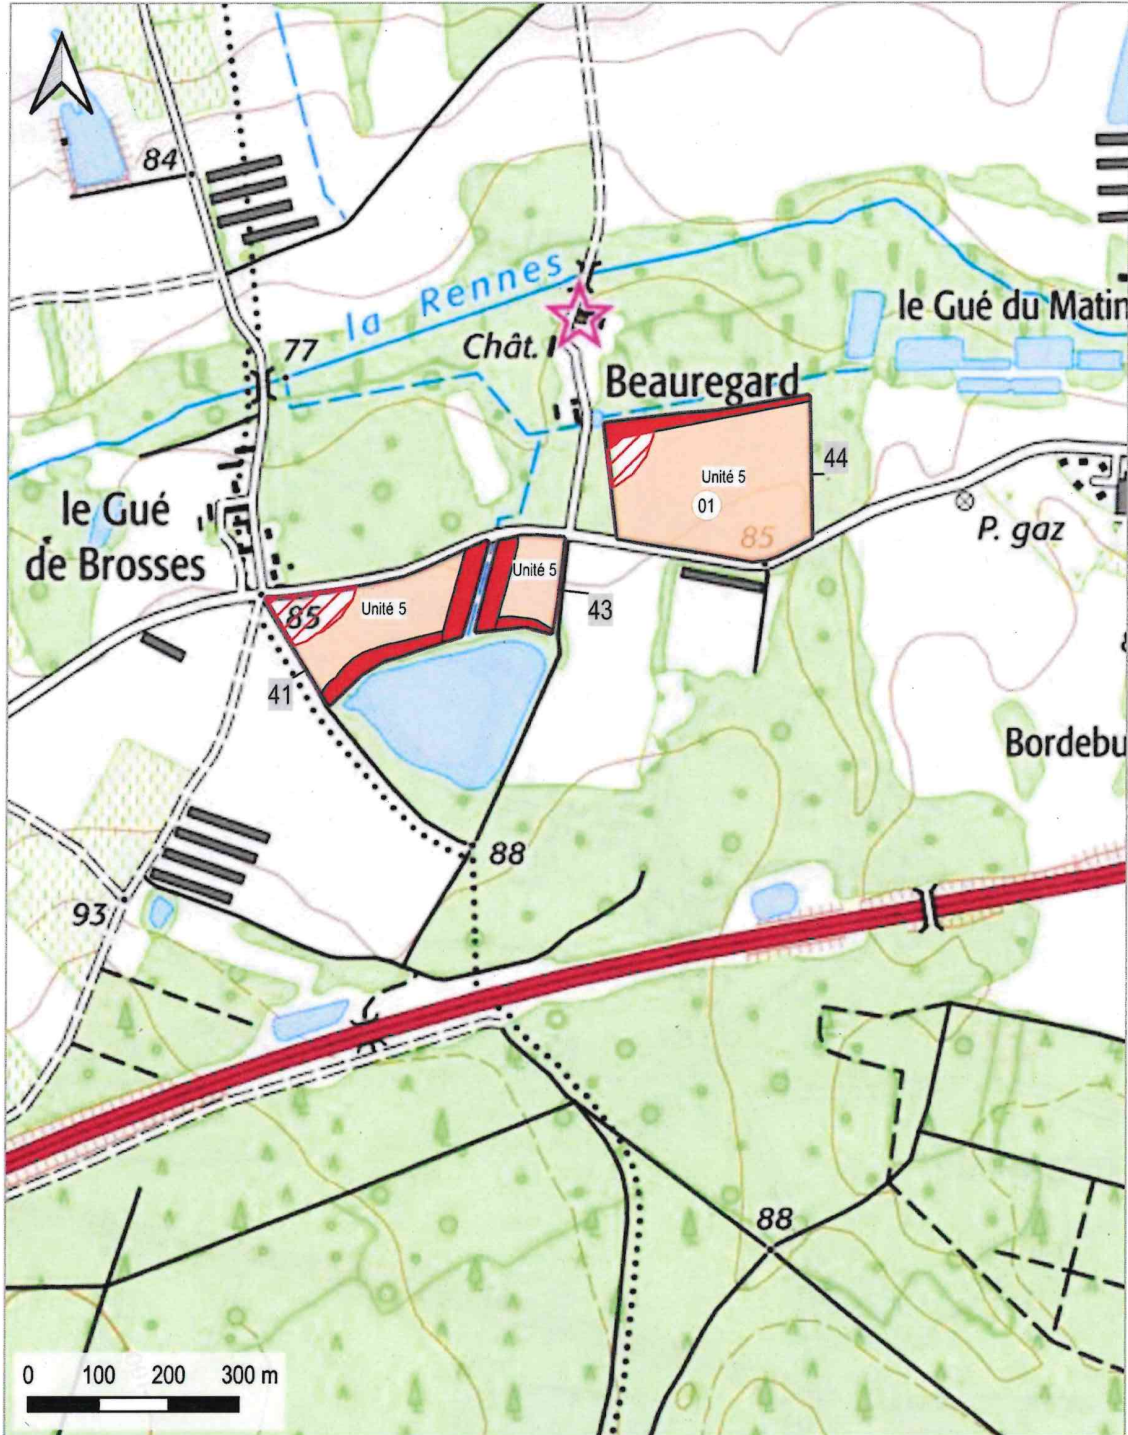 84
la Rennes
le Gué du Matin
77
Chât.
Beauregard
44
Unité 5
01
le Gué
de Brosses
85
P. gaz
Unité 5
85
Unité 5
43
41
Bordebu
88
93
88
0 100 200 300 m